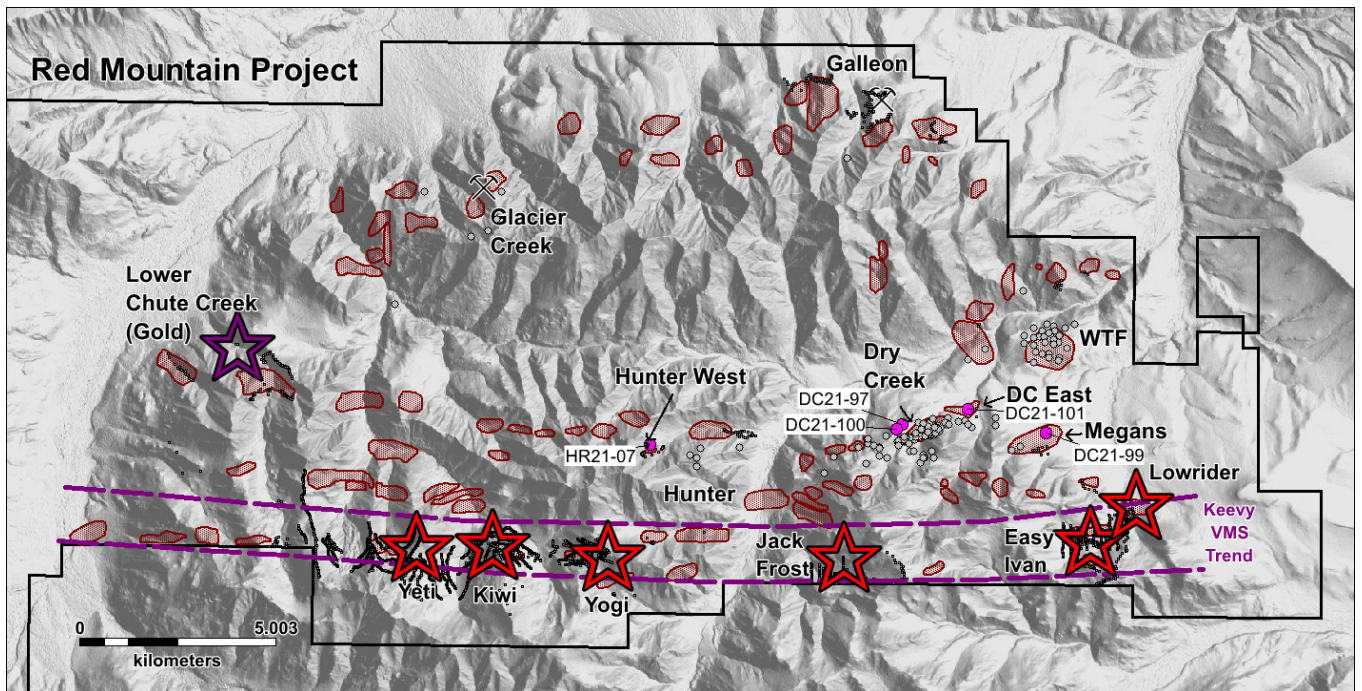 Red Mountain Project
Galleon
Glacier
Creek
Lower
Chute Creek
(Gold)
WTF
Dry
Creek
Hunter West
DC21-97
DC21-100
DC East
DC21-101
HR21-07
Megans
DC21-99
Hunter
Lowrider
Keevy
VMS
Trend
Jack
Frost
Easy
Ivan
Yeti
Kiwi
Yogi
0 5.003
kilometers